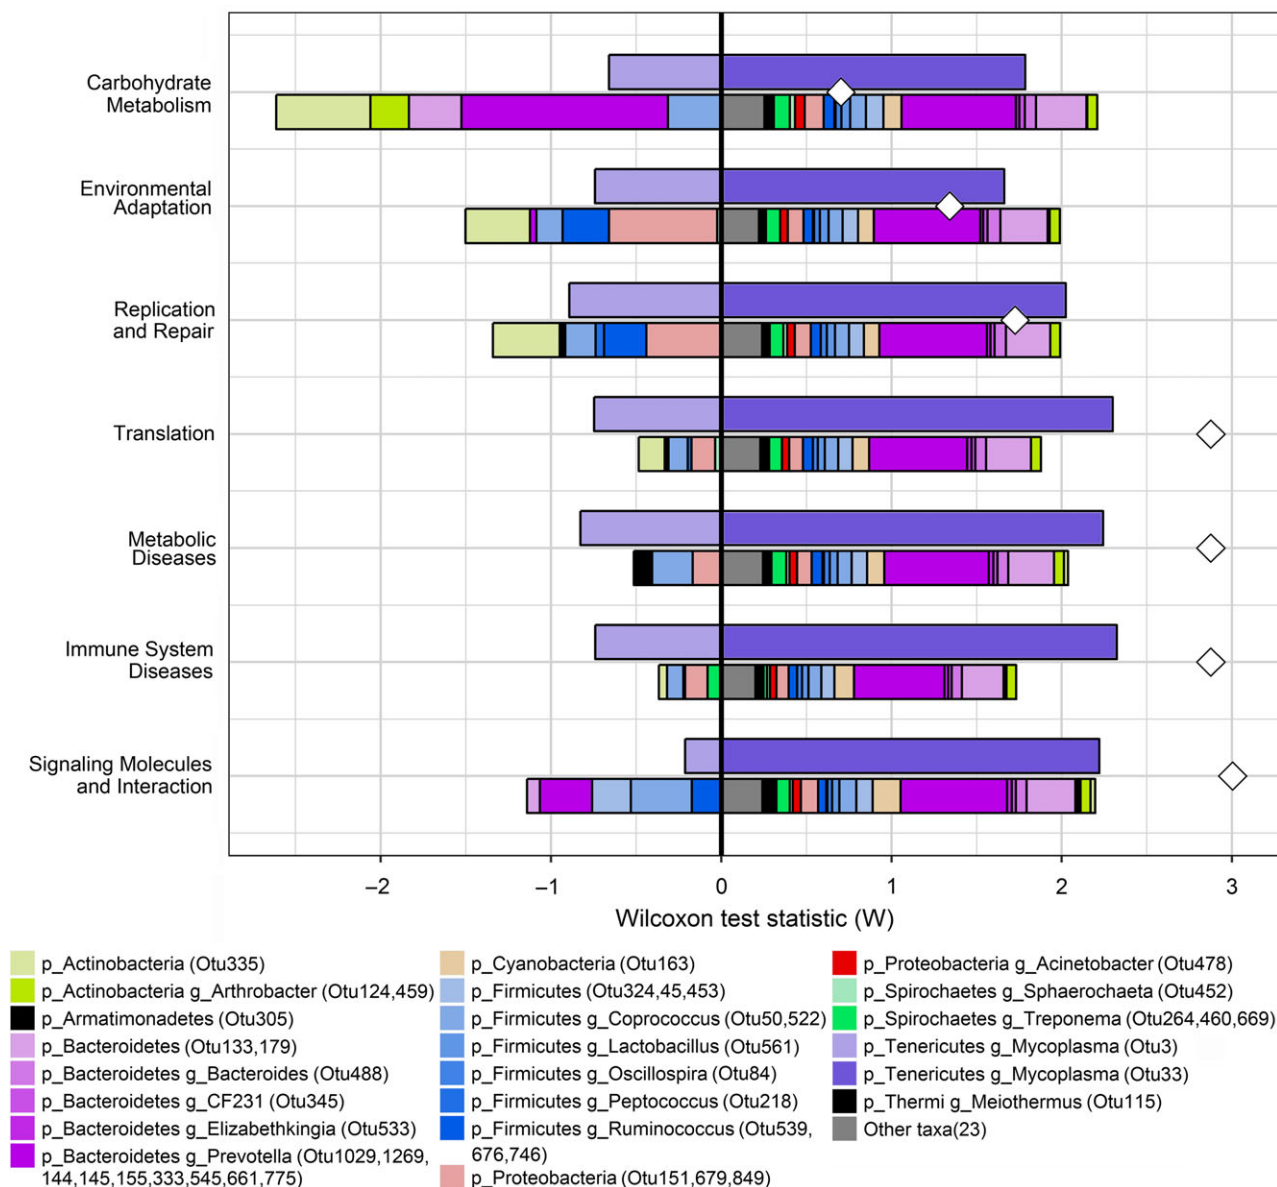 Carbohydrate
Metabolism
Environmental
Adaptation
Replication
and Repair
Translation
Metabolic
Diseases
Immune System
Diseases
Signaling Molecules
and Interaction
−2
−1
0
1
2
3
Wilcoxon test statistic (W)
p_Actinobacteria (Otu335)
p_Actinobacteria g_Arthrobacter (Otu124,459)
p_Armatimonadetes (Otu305)
p_Bacteroidetes (Otu133,179)
p_Bacteroidetes g_Bacteroides (Otu488)
p_Bacteroidetes g_CF231 (Otu345)
p_Bacteroidetes g_Elizabethkingia (Otu533)
p_Bacteroidetes g_Prevotella (Otu1029,1269,
144,145,155,333,545,661,775)
p_Cyanobacteria (Otu163)
p_Firmicutes (Otu324,45,453)
p_Firmicutes g_Coprococcus (Otu50,522)
p_Firmicutes g_Lactobacillus (Otu561)
p_Firmicutes g_Oscillospira (Otu84)
p_Firmicutes g_Peptococcus (Otu218)
p_Firmicutes g_Ruminococcus (Otu539,
676,746)
p_Proteobacteria (Otu151,679,849)
p_Proteobacteria g_Acinetobacter (Otu478)
p_Spirochaetes g_Sphaerochaeta (Otu452)
p_Spirochaetes g_Treponema (Otu264,460,669)
p_Tenericutes g_Mycoplasma (Otu3)
p_Tenericutes g_Mycoplasma (Otu33)
p_Thermi g_Meiothermus (Otu115)
Other taxa(23)